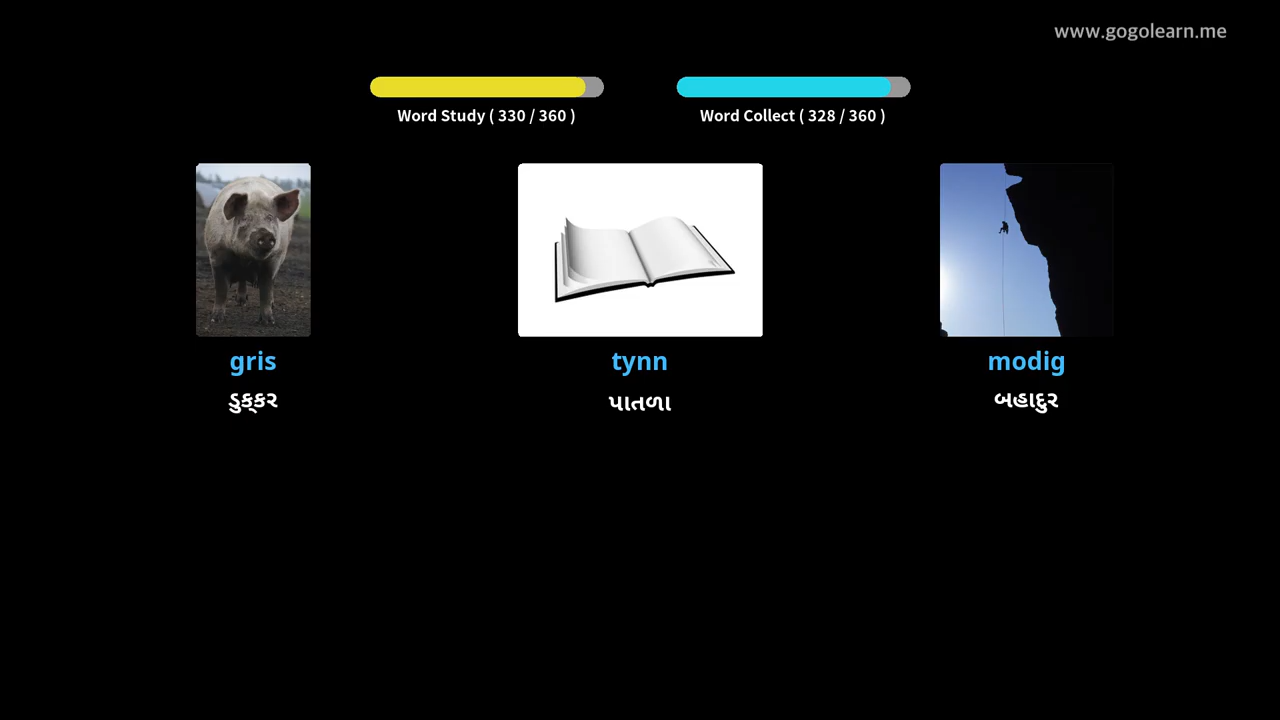 www.gogolearn.me
Word Study ( 330 / 360 )
Word Collect ( 328 / 360 )
gris
tynn
modig
ડુક્કર
પાતળા
બહાદુર